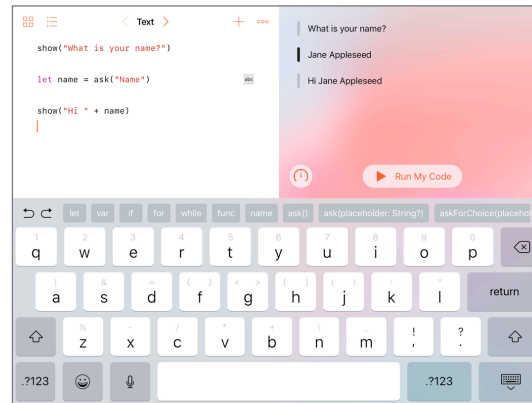 Text
show("What is your name?")
let name = ask("Name")
abc
show("Hi " + name)
What is your name?
Jane Appleseed
Hi Jane Appleseed
Run My Code
let var if for while func name ask() ask(placeholder: String?) askForChoice(placehol
1 2 3 4 5 6 7 8 9 0
q w e r t y u i o p
| & = { } < > [ ] ( ) : "
a s d f g h j k l return
% - / * + \ _ ! ?
z x c v b n m , .
.?123 .?123